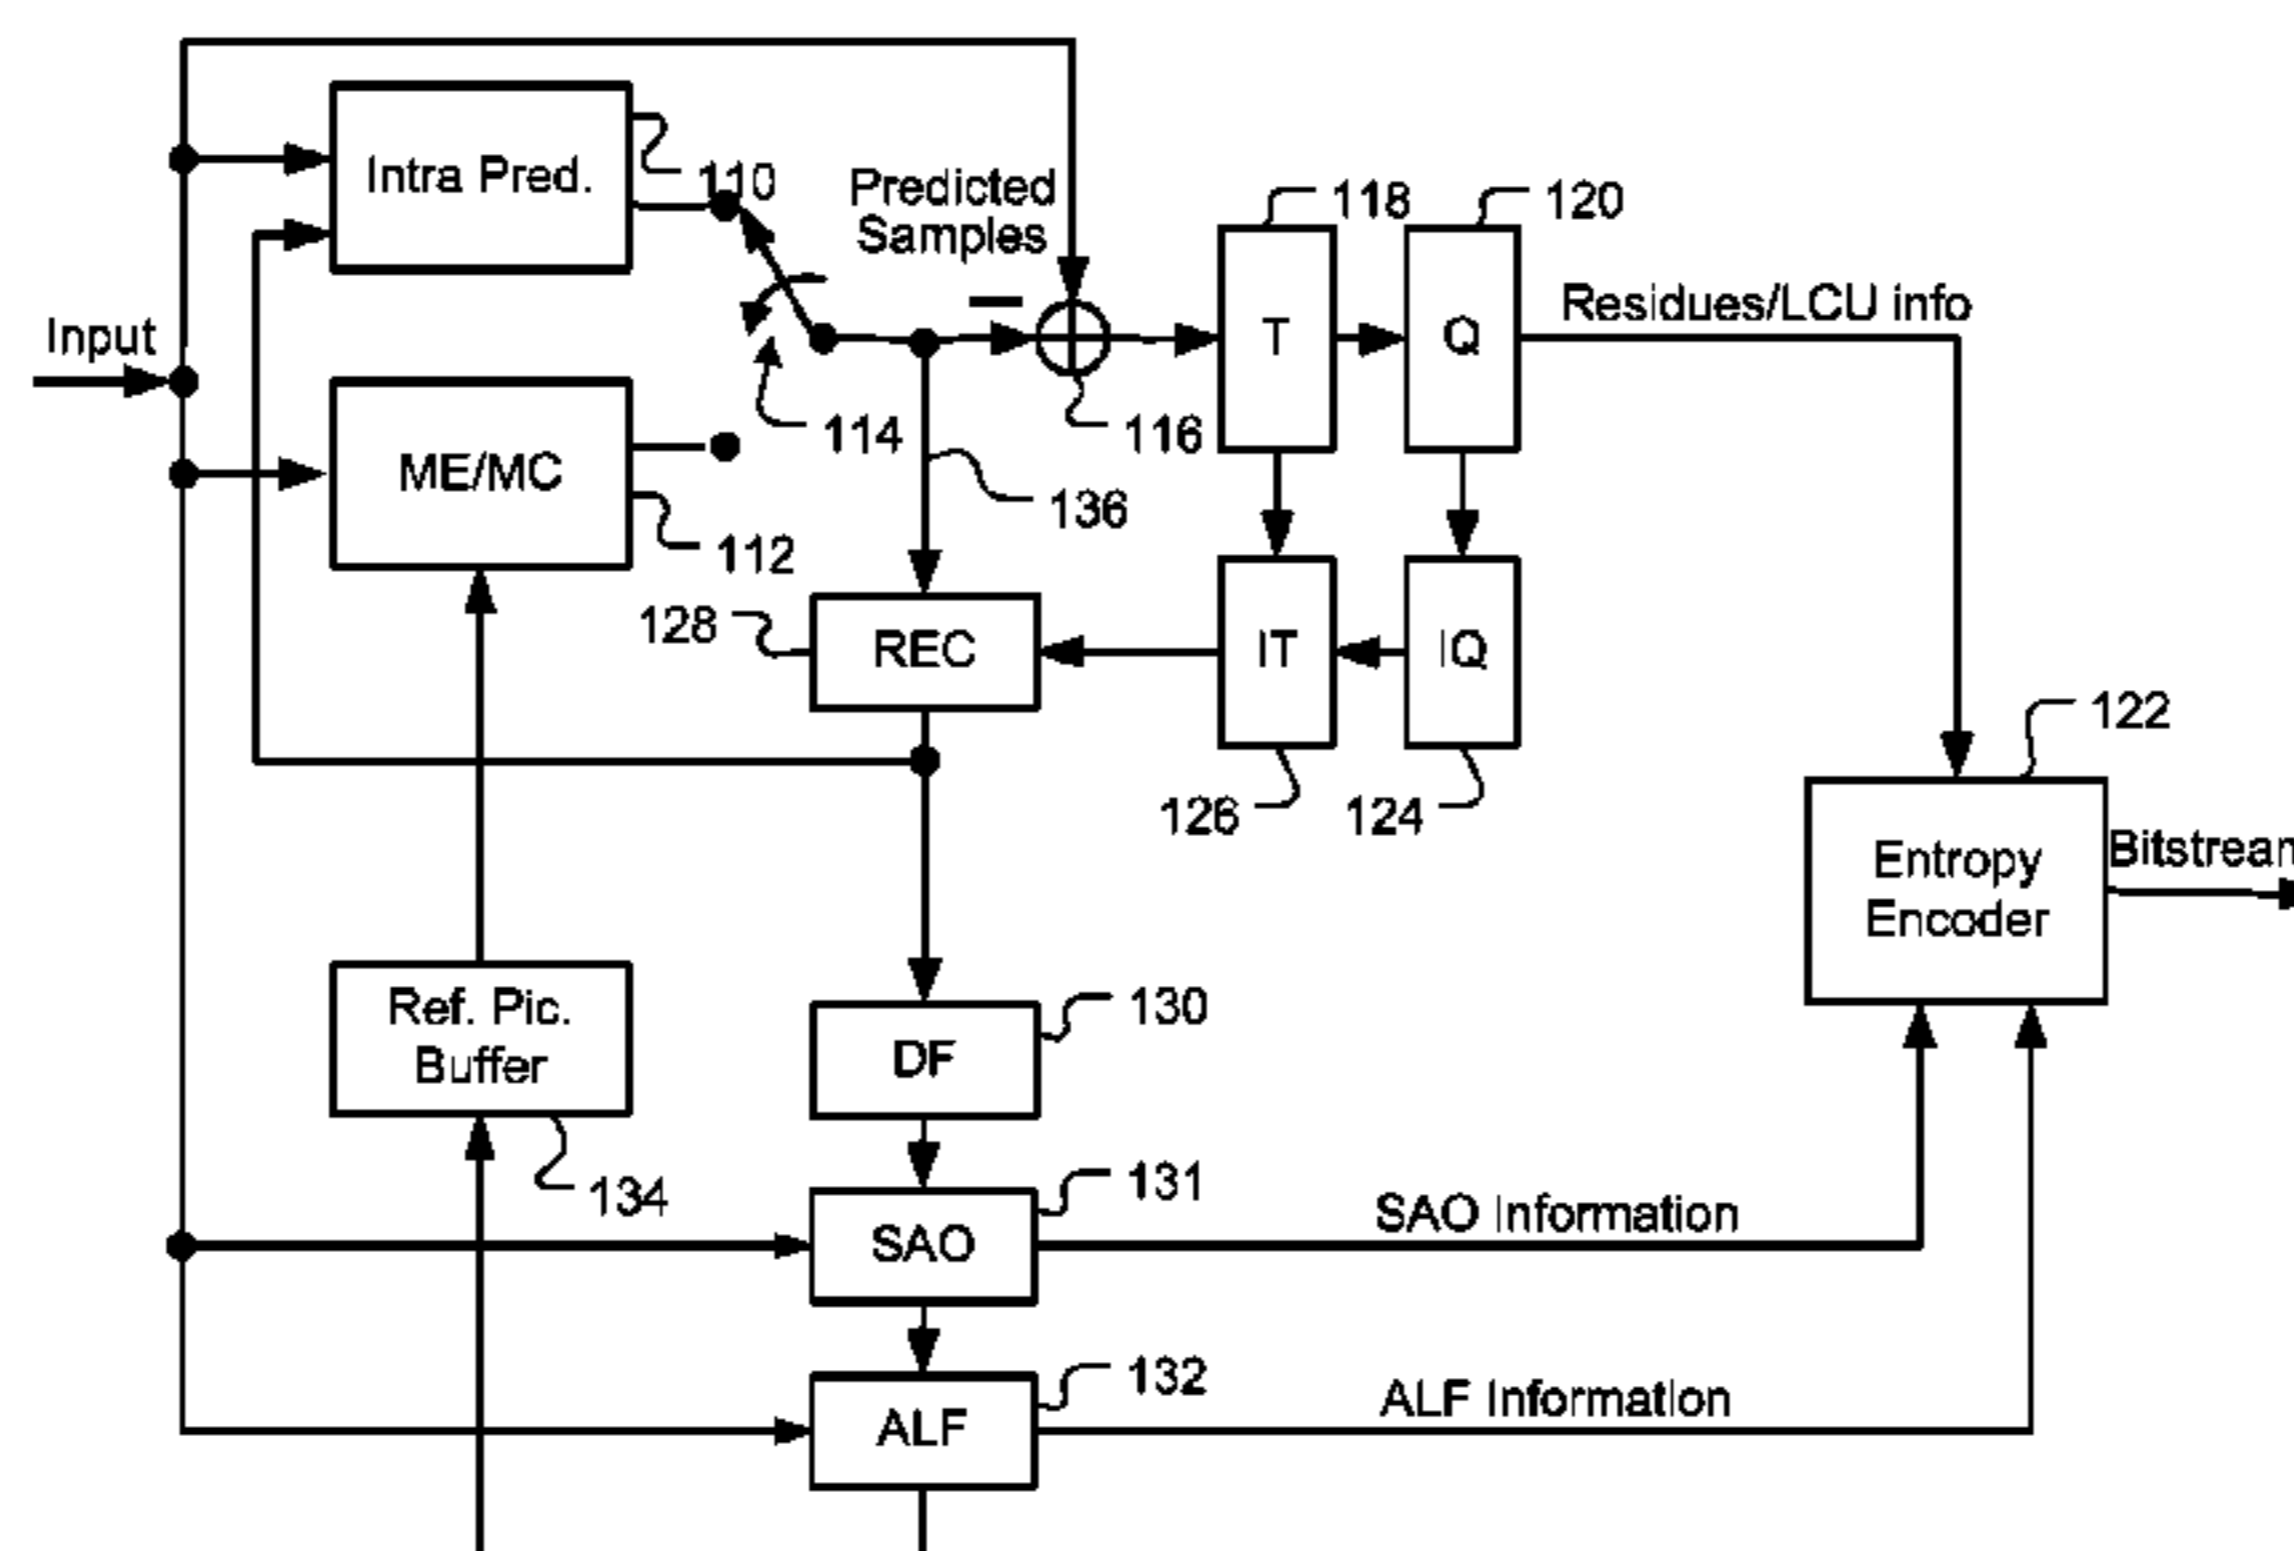 Intra Pred.
110
Predicted
Samples
118
120
Input
T
Q
Residues/LCU info
114
116
ME/MC
136
112
128
REC
IT
IQ
122
126
124
Entropy
Encoder
Bitstream
Ref. Pic.
Buffer
130
DF
134
131
SAO
SAO Information
132
ALF
ALF Information